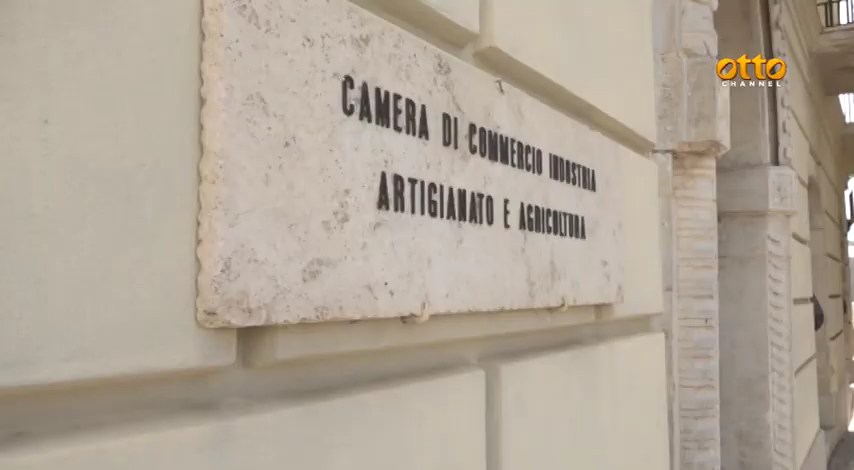 otto
CHANNEL
CAMERA DI COMMERCIO INDUSTRIA
ARTIGIANATO E AGRICOLTURA